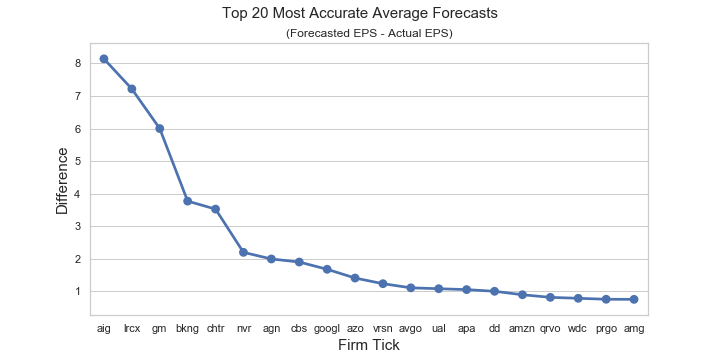 Top 20 Most Accurate Average Forecasts
(Forecasted EPS - Actual EPS)
8
7
6
5
4
3
2
1
Difference
aig lrcx gm bkng chtr nvr agn cbs googl azo vrsn avgo ual apa dd amzn qrvo wdc prgo amg
Firm Tick